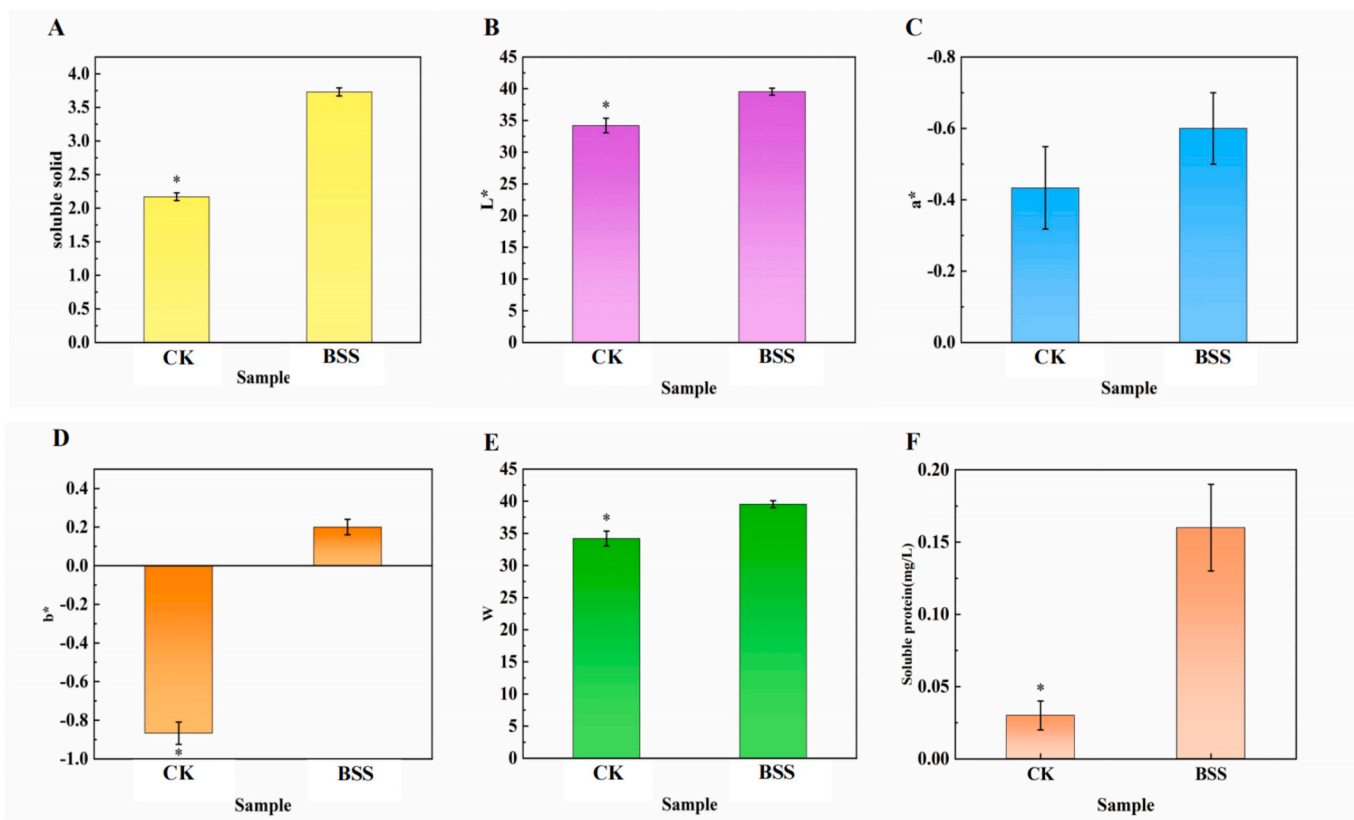 A
soluble solid
4.0
3.5
3.0
2.5
2.0
1.5
1.0
0.5
0.0
*
CK
BSS
Sample
B
L*
45
40
35
30
25
20
15
10
5
0
*
CK
BSS
Sample
C
a*
-0.8
-0.6
-0.4
-0.2
-0.0
CK
BSS
Sample
D
b*
0.4
0.2
0.0
-0.2
-0.4
-0.6
-0.8
-1.0
*
CK
BSS
Sample
E
W
45
40
35
30
25
20
15
10
5
0
*
CK
BSS
Sample
F
Soluble protein(mg/L)
0.20
0.15
0.10
0.05
0.00
*
CK
BSS
Sample